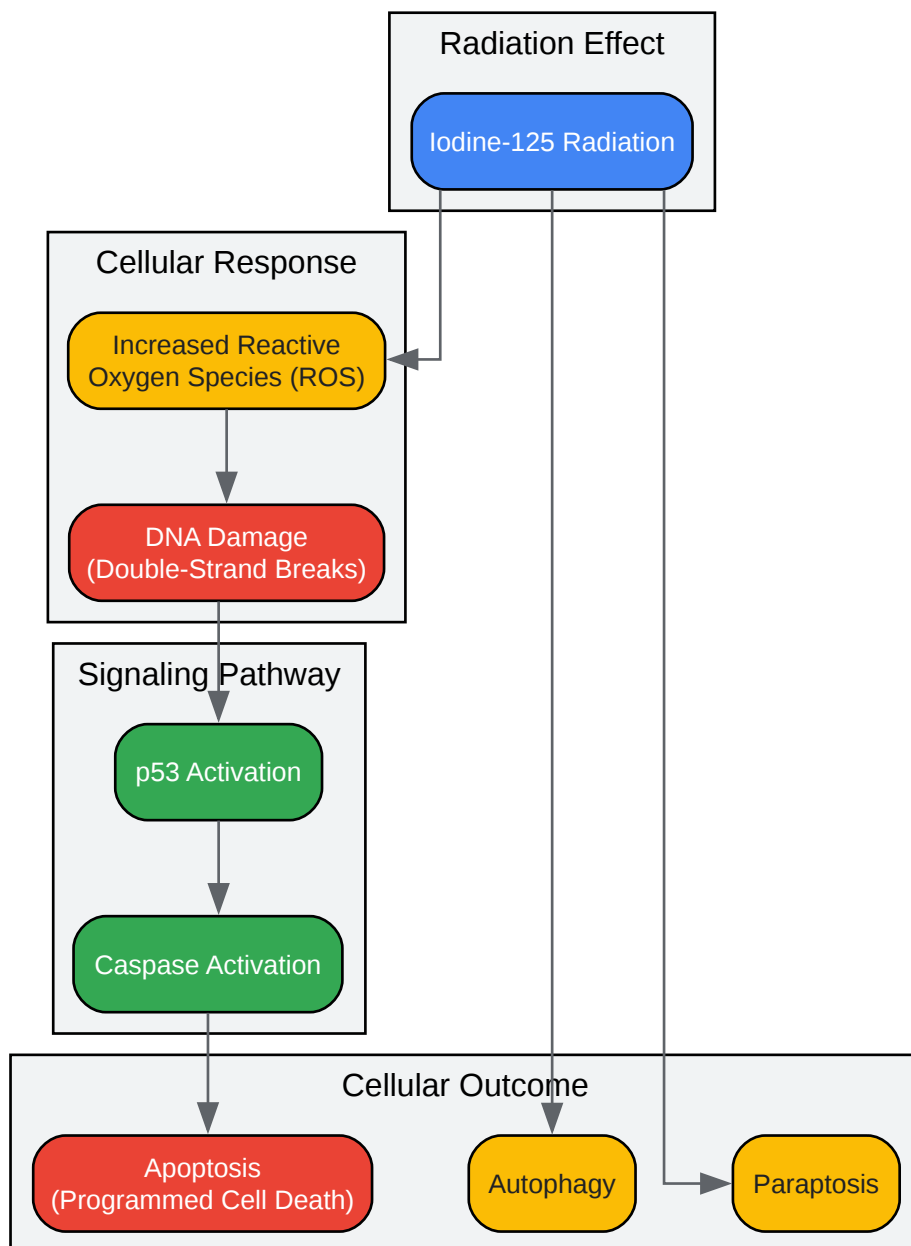 Radiation Effect
Iodine-125 Radiation
Cellular Response
Increased Reactive
Oxygen Species (ROS)
DNA Damage
(Double-Strand Breaks)
Signaling Pathway
p53 Activation
Caspase Activation
Cellular Outcome
Apoptosis
(Programmed Cell Death)
Autophagy
Paraptosis